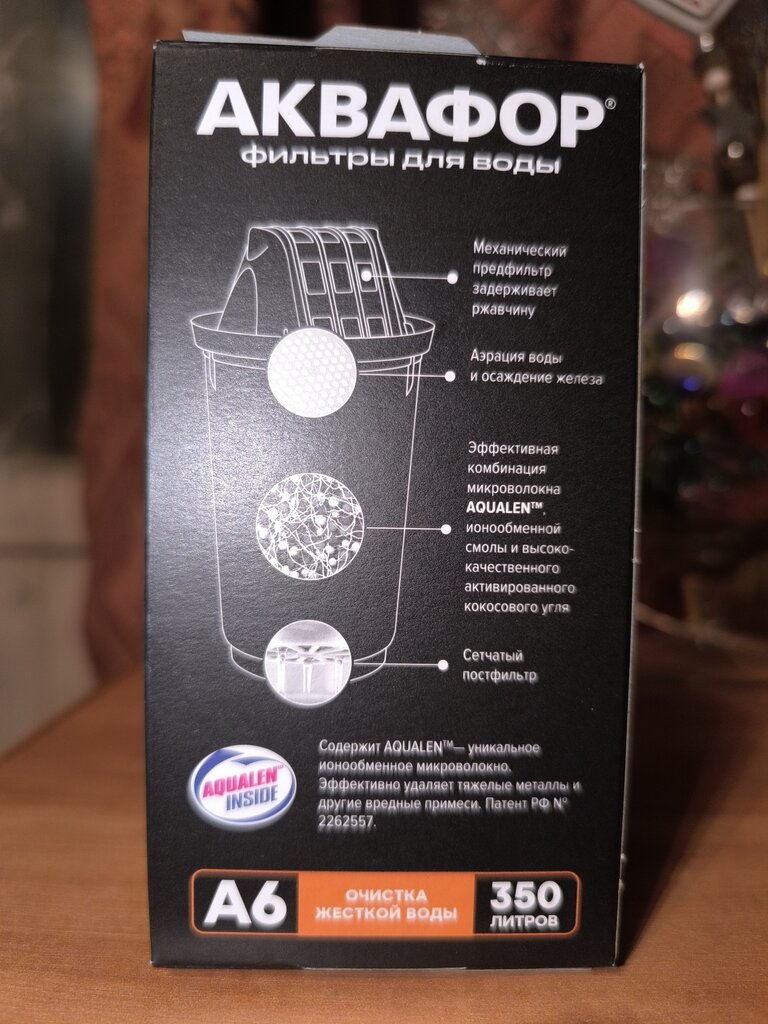 АКВАФОР®
фильтры для воды
Механический
предфильтр
задерживает
ржавчину
Аэрация воды
и осаждение железа
Эффективная
комбинация
микроволокна
AQUALEN™,
ионообменной
смолы и высоко-
качественного
активированного
кокосового угля
Сетчатый
постфильтр
Содержит AQUALEN™— уникальное
ионообменное микроволокно.
Эффективно удаляет тяжелые металлы и
другие вредные примеси. Патент РФ №
2262557.
AQUALEN™
INSIDE
А6
ОЧИСТКА
ЖЕСТКОЙ ВОДЫ
350
ЛИТРОВ